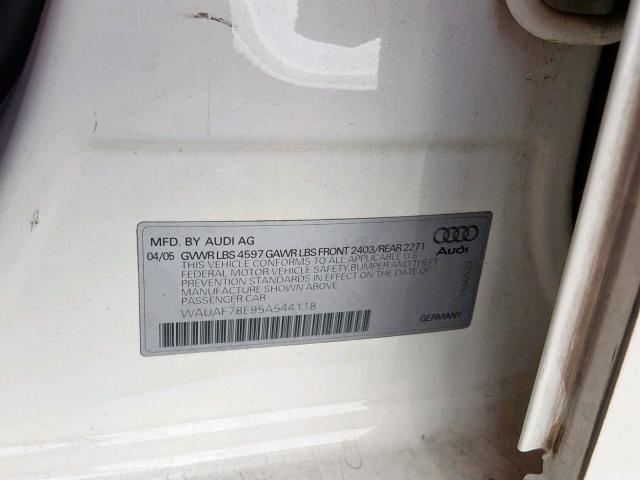 MFD. BY AUDI AG
04/05 GVWR LBS 4597 GAWR LBS FRONT 2403/REAR 2271
THIS VEHICLE CONFORMS TO ALL APPLICABLE U.S
FEDERAL MOTOR VEHICLE SAFETY BUMPER AND THEFT
PREVENTION STANDARDS IN EFFECT ON THE DATE OF
MANUFACTURE SHOWN ABOVE
PASSENGER CAR
WAUAF78E95A544118
Audi
GERMANY